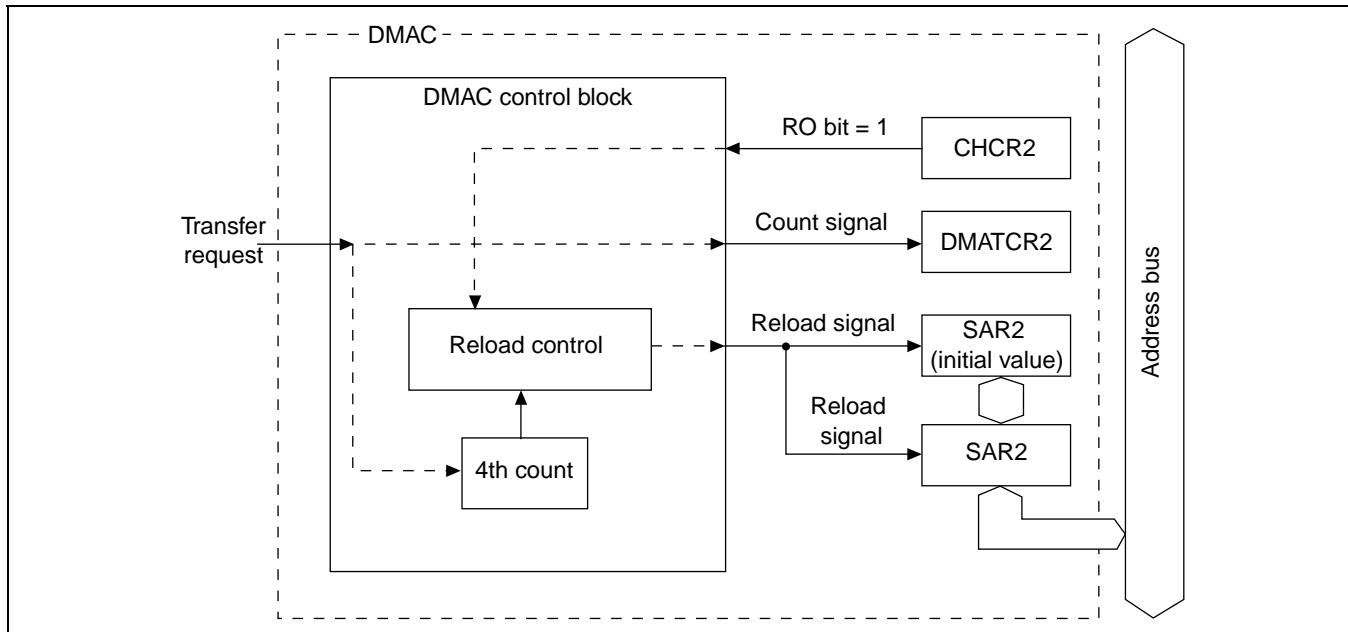 DMAC
DMAC control block
RO bit = 1
CHCR2
Transfer
request
Count signal
DMATCR2
Reload control
Reload signal
SAR2
(initial value)
Reload
signal
SAR2
4th count
Address bus